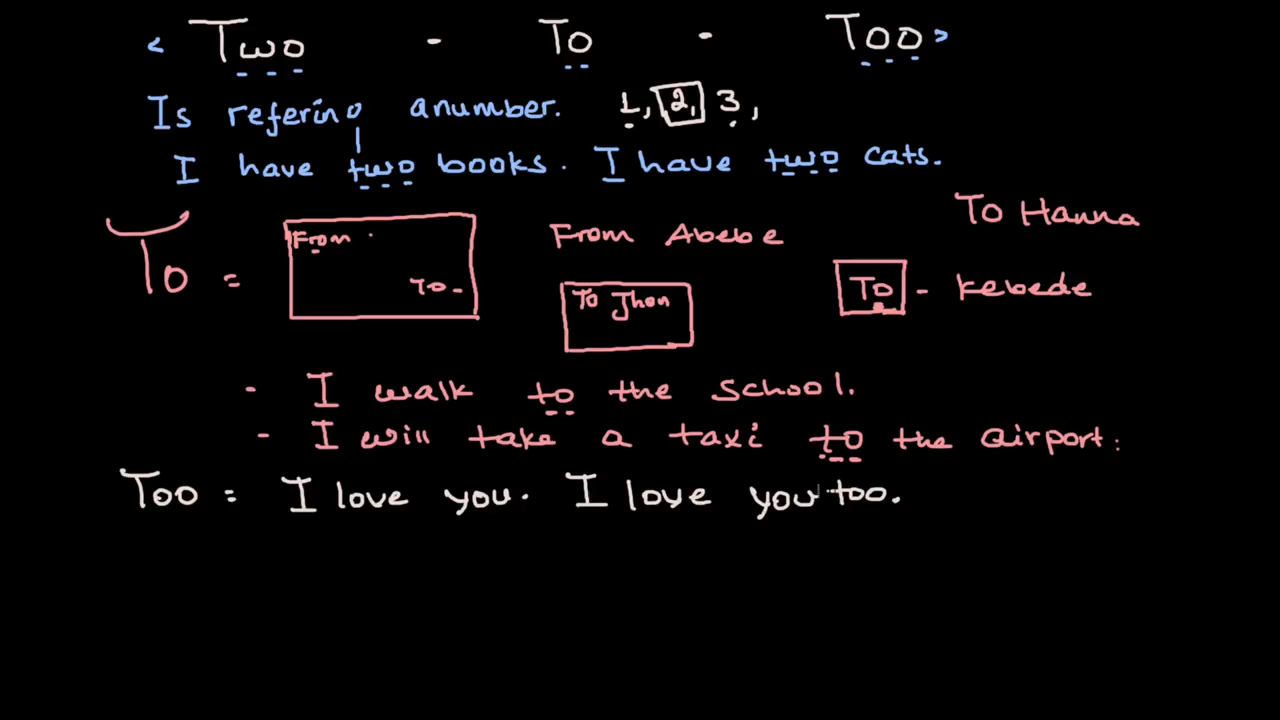 < Two - To - Too >
Is refering anumber. 1, 2, 3,
I have two books. I have two cats.
To Hanna
From
From Abebe
To =
To.
To Jhon
To - Kebede
- I walk to the school.
- I will take a taxi to the airport.
Too = I love you. I love you too.